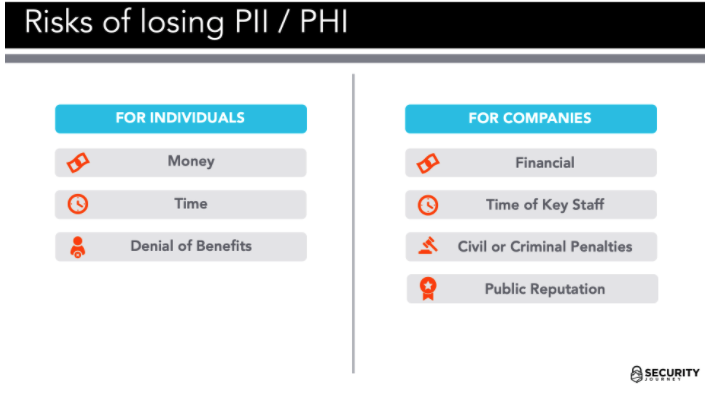 Risks of losing PII / PHI
FOR INDIVIDUALS
Money
Time
Denial of Benefits
FOR COMPANIES
Financial
Time of Key Staff
Civil or Criminal Penalties
Public Reputation
SECURITY
JOURNEY